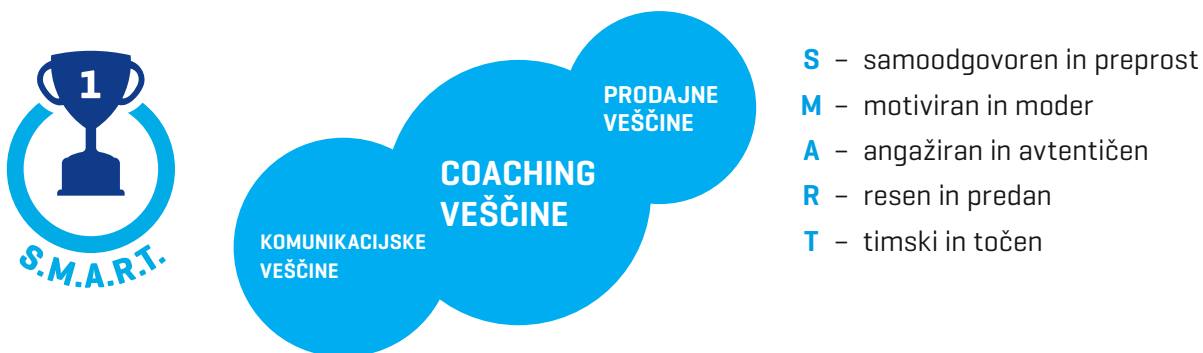 1
S.M.A.R.T.
KOMUNIKACIJSKE
VEŠČINE
COACHING
VEŠČINE
PRODAJNE
VEŠČINE
S – samoodgovoren in preprost
M – motiviran in moder
A – angažiran in avtentičen
R – resen in predan
T – timski in točen